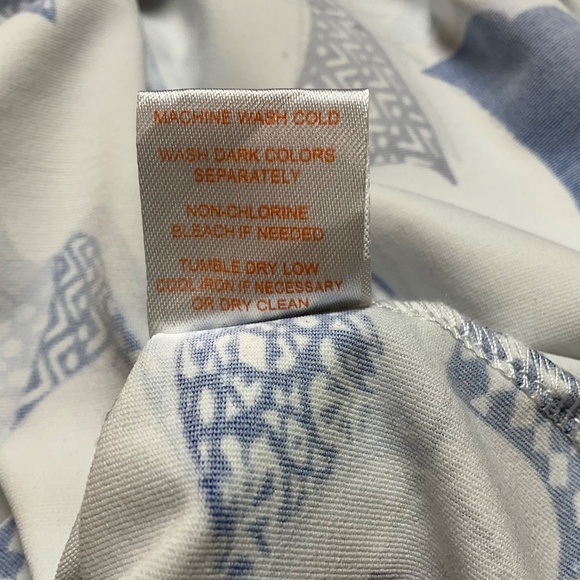 MACHINE WASH COLD
WASH DARK COLORS
SEPARATELY
NON-CHLORINE
BLEACH IF NEEDED
TUMBLE DRY LOW
COOL IRON IF NECESSARY
OR DRY CLEAN